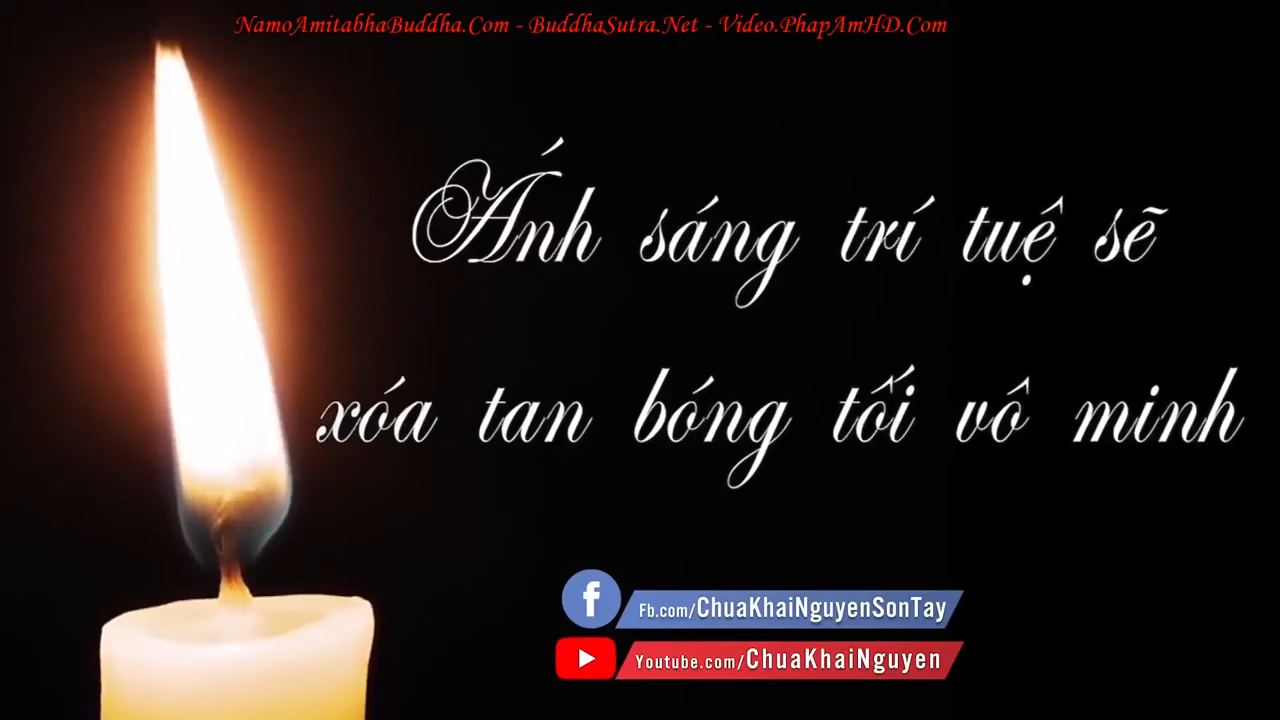 NamoAmitabhaBuddha.Com - BuddhaSutra.Net - Video.PhapAmHD.Com
Ánh sáng trí tuệ sẽ
xóa tan bóng tối vô minh
Fb.com/ChuaKhaiNguyenSonTay
Youtube.com/ChuaKhaiNguyen